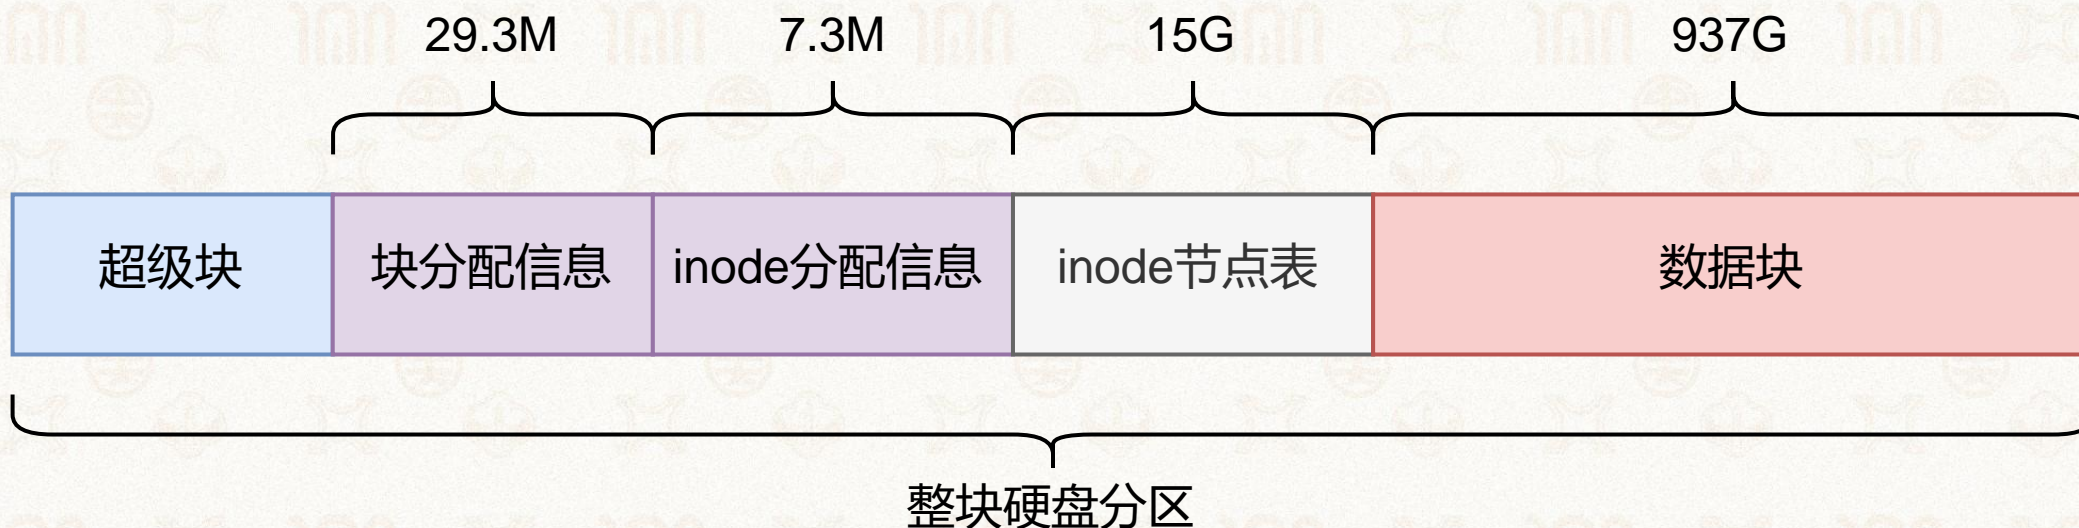 29.3M 7.3M 15G 937G
超级块 块分配信息 inode分配信息 inode节点表 数据块
整块硬盘分区